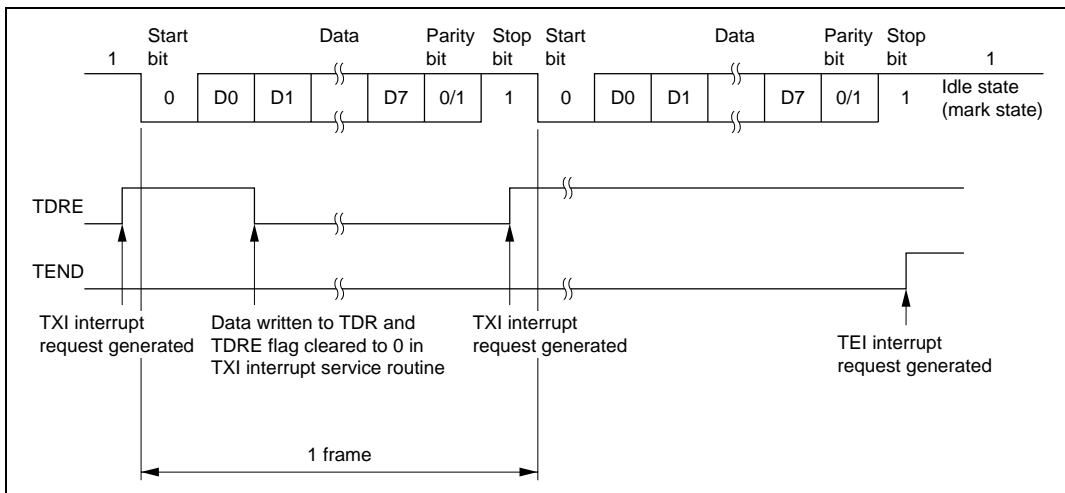 Start bit Data Parity bit Stop bit Start bit Data Parity bit Stop bit
1 1
0 D0 D1 D7 0/1 1 0 D0 D1 D7 0/1 1 Idle state (mark state)
TDRE
TEND
TXI interrupt
request generated
Data written to TDR and
TDRE flag cleared to 0 in
TXI interrupt service routine
TXI interrupt
request generated
TEI interrupt
request generated
1 frame